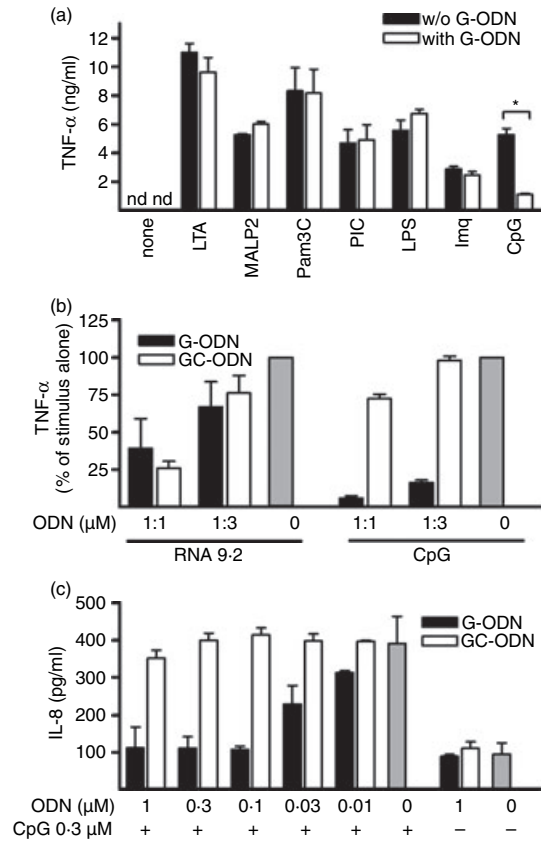 (a)
w/o G-ODN
with G-ODN
TNF-α (ng/ml)
12
10
8
6
4
2
nd nd
*
none
LTA
MALP2
Pam3C
PIC
LPS
Imq
CpG
(b)
G-ODN
GC-ODN
TNF-α
(% of stimulus alone)
125
100
75
50
25
ODN (μM) 1:1 1:3 0 1:1 1:3 0
RNA 9·2 CpG
(c)
G-ODN
GC-ODN
IL-8 (pg/ml)
500
400
300
200
100
ODN (μM) 1 0·3 0·1 0·03 0·01 0 1 0
CpG 0·3 μM + + + + + + – –